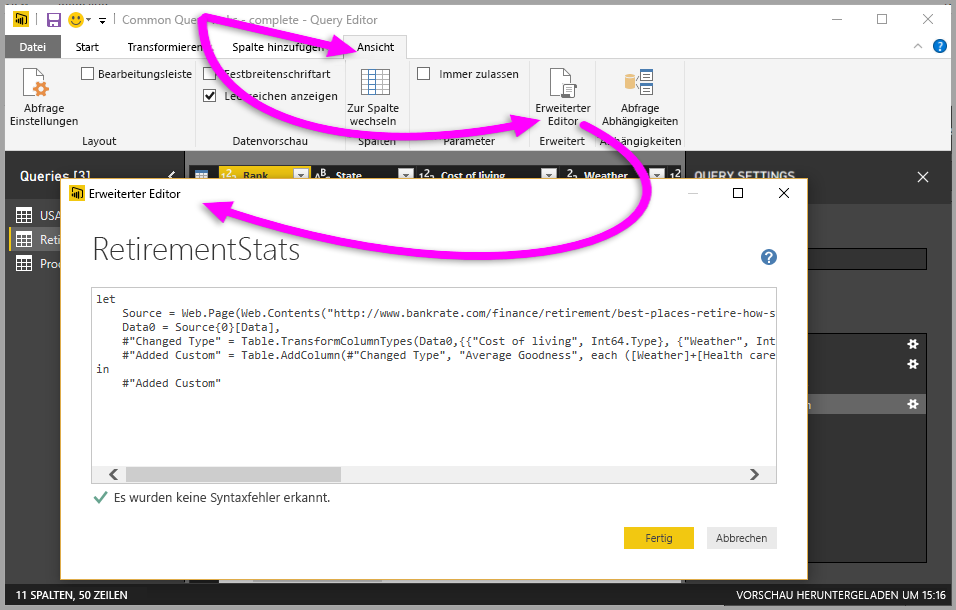 Common Que - complete - Query Editor
Datei Start Transformieren Spalte hinzufügen Ansicht
Bearbeitungsleiste Festbreitenschriftart Immer zulassen
Leerzeichen anzeigen
Abfrage Einstellungen
Zur Spalte wechseln
Erweiterter Editor
Abfrage Abhängigkeiten
Layout Datenvorschau Spalten Parameter Erweitert Abhängigkeiten
Queries [3] Rank State Cost of living Weather QUERY SETTINGS
Erweiterter Editor
USA
Reti
Pro
RetirementStats
let
Source = Web.Page(Web.Contents("http://www.bankrate.com/finance/retirement/best-places-retire-how-s
Data0 = Source{0}[Data],
#"Changed Type" = Table.TransformColumnTypes(Data0,{{"Cost of living", Int64.Type}, {"Weather", Int
#"Added Custom" = Table.AddColumn(#"Changed Type", "Average Goodness", each ([Weather]+[Health care
in
#"Added Custom"
Es wurden keine Syntaxfehler erkannt.
Fertig Abbrechen
11 SPALTEN, 50 ZEILEN VORSCHAU HERUNTERGELADEN UM 15:16